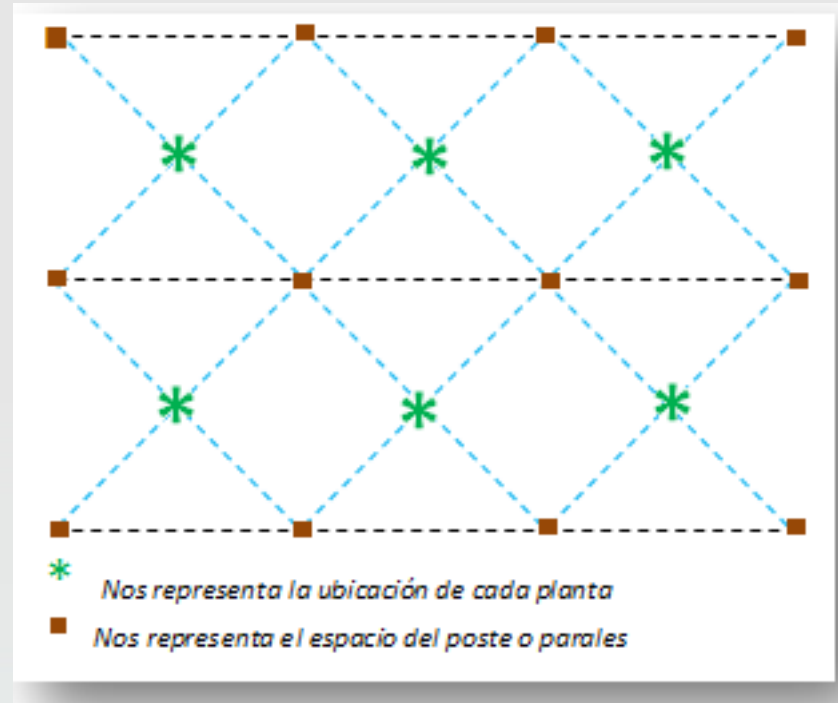 Nos representa la ubicación de cada planta
Nos representa el espacio del poste o parales